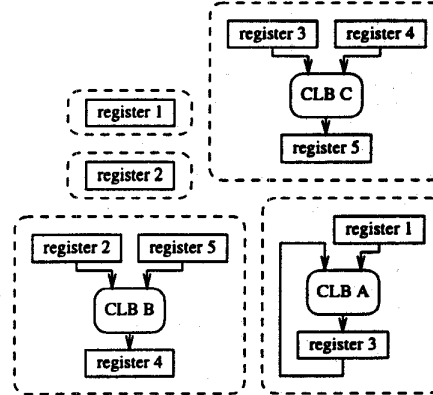 register 3
register 4
CLB C
register 5
register 1
register 2
register 2
register 5
CLB B
register 4
register 1
CLB A
register 3